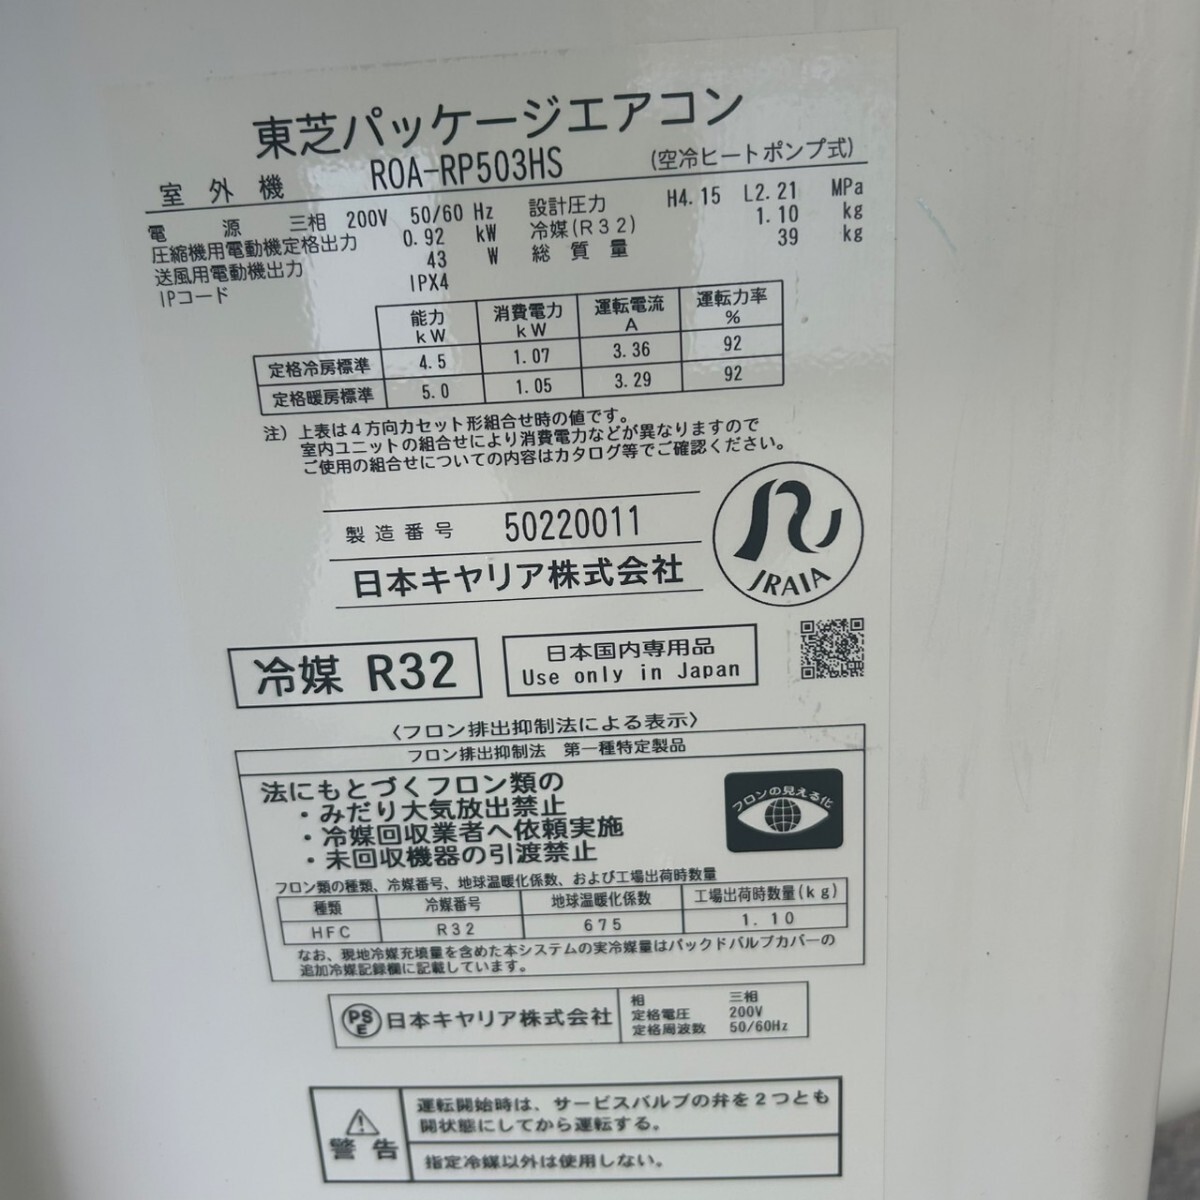 東芝パッケージエアコン
室外機 ROA-RP503HS (空冷ヒートポンプ式)
電源 三相 200V 50/60 Hz
圧縮機用電動機定格出力 0.92 kW
送風用電動機出力 43 W
IPコード IPX4
設計圧力 H4.15 L2.21 MPa
冷媒(R32) 1.10 kg
総質量 39 kg
能力 kW 消費電力 kW 運転電流 A 運転力率 %
定格冷房標準 4.5 1.07 3.36 92
定格暖房標準 5.0 1.05 3.29 92
注) 上表は4方向カセット形組合せ時の値です。
室内ユニットの組合せにより消費電力などが異なりますので
ご使用の組合せについての内容はカタログ等でご確認ください。
製造番号 50220011
日本キヤリア株式会社
JRAIA
冷媒 R32
日本国内専用品
Use only in Japan
〈フロン排出抑制法による表示〉
フロン排出抑制法 第一種特定製品
法にもとづくフロン類の
・みだり大気放出禁止
・冷媒回収業者へ依頼実施
・未回収機器の引渡禁止
フロンの見える化
フロン類の種類、冷媒番号、地球温暖化係数、および工場出荷時数量
種類 冷媒番号 地球温暖化係数 工場出荷時数量(kg)
HFC R32 675 1.10
なお、現地冷媒充填量を含めた本システムの実冷媒量はパックドバルブカバーの
追加冷媒記録欄に記載しています。
PSE 日本キヤリア株式会社
相 三相
定格電圧 200V
定格周波数 50/60Hz
警告
運転開始時は、サービスバルブの弁を2つとも
開状態にしてから運転する。
指定冷媒以外は使用しない。